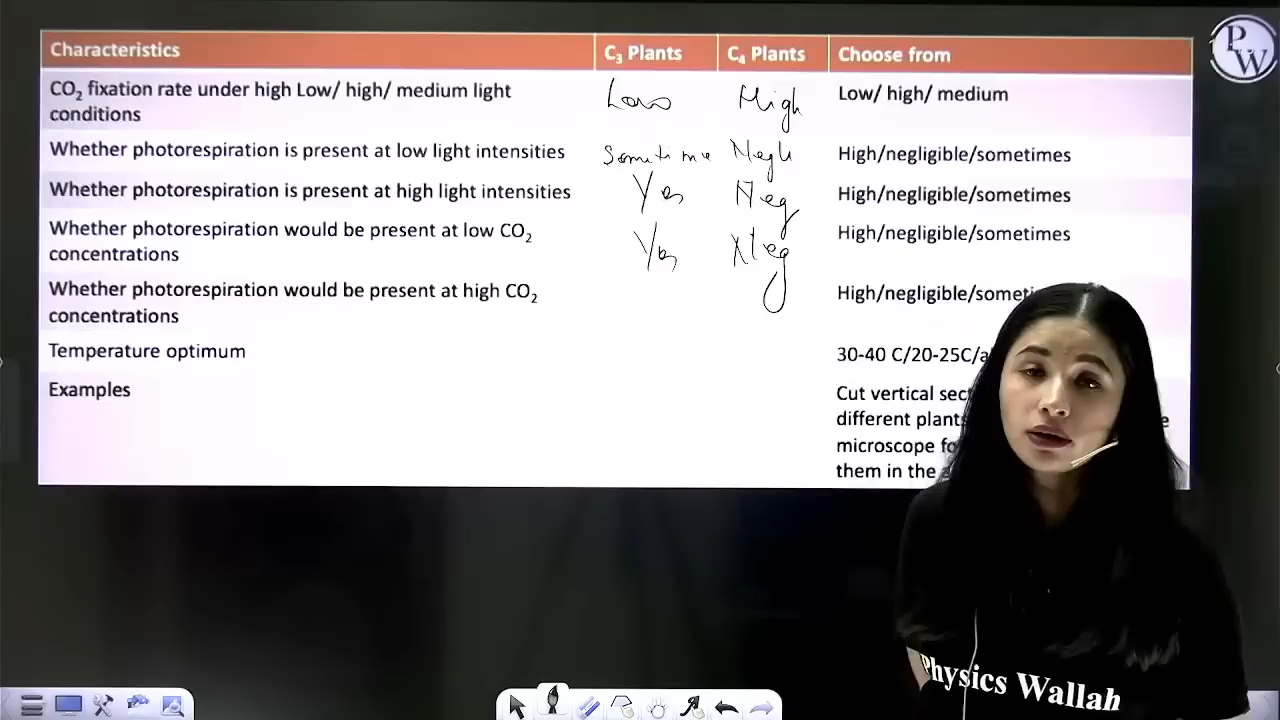 Characteristics C₃ Plants C₄ Plants Choose from
CO₂ fixation rate under high Low/ high/ medium light Low High Low/ high/ medium
conditions
Whether photorespiration is present at low light intensities Sometime Negli High/negligible/sometimes
Whether photorespiration is present at high light intensities Yes Neg High/negligible/sometimes
Whether photorespiration would be present at low CO₂ Yes Neg High/negligible/sometimes
concentrations
Whether photorespiration would be present at high CO₂ High/negligible/someti
concentrations
Temperature optimum 30-40 C/20-25C/a
Examples Cut vertical sec
different plants e
microscope fo
them in the
PW
Physics Wallah